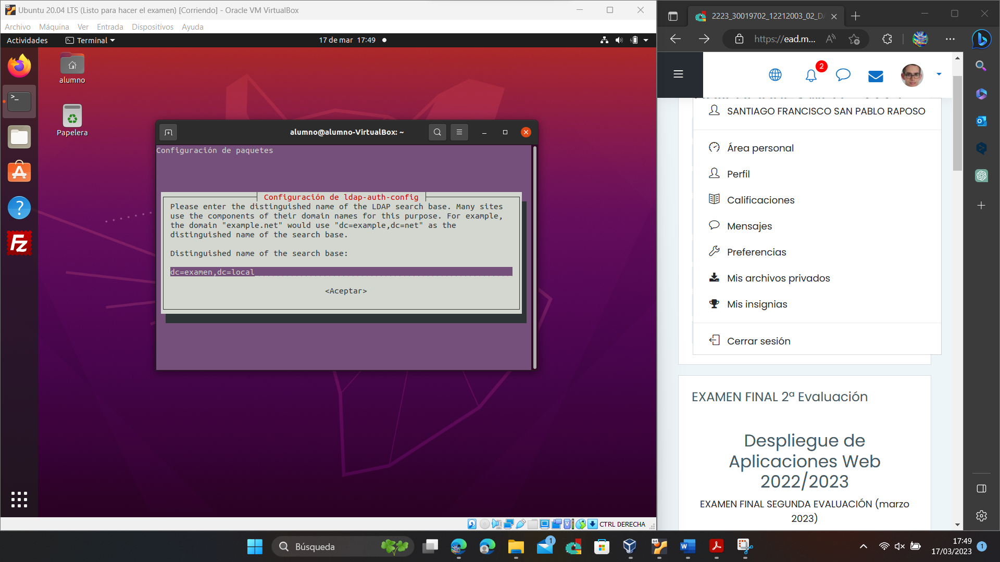 Ubuntu 20.04 LTS (Listo para hacer el examen) [Corriendo] - Oracle VM VirtualBox
Archivo Máquina Ver Entrada Dispositivos Ayuda
Actividades
Terminal
17 de mar 17:49
alumno
Papelera
alumno@alumno-VirtualBox: ~
Configuración de paquetes
Configuración de ldap-auth-config
Please enter the distinguished name of the LDAP search base. Many sites
use the components of their domain names for this purpose. For example,
the domain "example.net" would use "dc=example,dc=net" as the
distinguished name of the search base.
Distinguished name of the search base:
dc=examen,dc=local
<Aceptar>
CTRL DERECHA
2223_30019702_12212003_02_DA
https://ead.m...
2
SANTIAGO FRANCISCO SAN PABLO RAPOSO
Área personal
Perfil
Calificaciones
Mensajes
Preferencias
Mis archivos privados
Mis insignias
Cerrar sesión
EXAMEN FINAL 2ª Evaluación
Despliegue de
Aplicaciones Web
2022/2023
EXAMEN FINAL SEGUNDA EVALUACIÓN (marzo
2023)
Búsqueda
1
64
17:49
17/03/2023
1